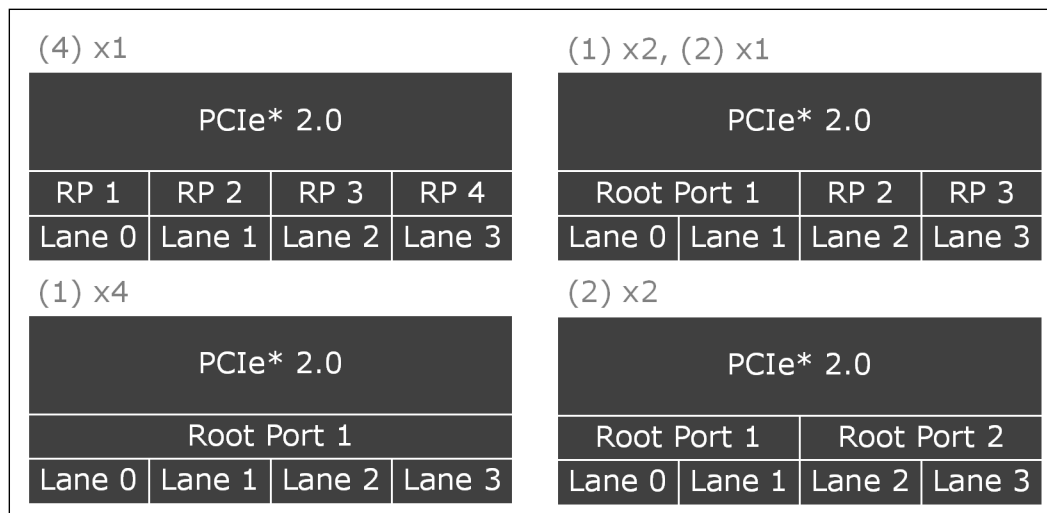 (4) x1
PCIe* 2.0
RP 1 RP 2 RP 3 RP 4
Lane 0 Lane 1 Lane 2 Lane 3
(1) x2, (2) x1
PCIe* 2.0
Root Port 1 RP 2 RP 3
Lane 0 Lane 1 Lane 2 Lane 3
(1) x4
PCIe* 2.0
Root Port 1
Lane 0 Lane 1 Lane 2 Lane 3
(2) x2
PCIe* 2.0
Root Port 1 Root Port 2
Lane 0 Lane 1 Lane 2 Lane 3